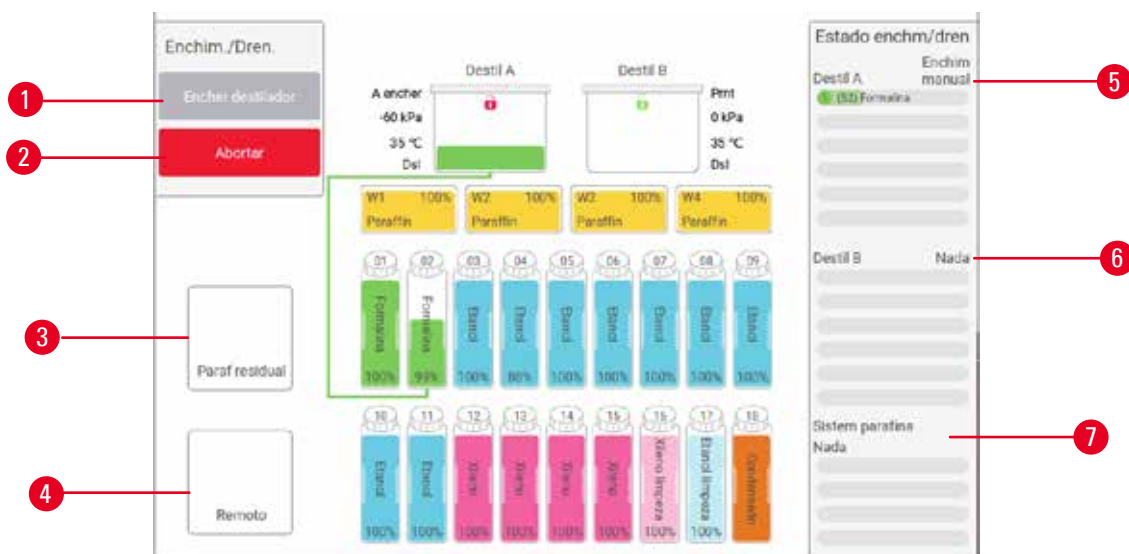 Enchim./Dren.
Encher destilador
Abortar
Paraf residual
Remoto
Destil A
Destil B
A encher
-60 kPa
35 °C
Dsl
Prnt
0 kPa
35 °C
Dsl
W1 100%
Paraffin
W2 100%
Paraffin
W3 100%
Paraffin
W4 100%
Paraffin
01 02 03 04 05 06 07 08 09
Formalina Formalina Etanol Etanol Etanol Etanol Etanol Etanol Etanol
100% 99% 100% 88% 100% 100% 100% 100% 100%
10 11 12 13 14 15 16 17 18
Etanol Etanol Xileno Xileno Xileno Xileno Xileno limpeza Etanol limpeza Condensado
100% 100% 100% 100% 100% 100% 100% 100%
Estado enchm/dren
Destil A
Enchim manual
(S2) Formalina
Destil B Nada
Sistem parafina
Nada
1
2
3
4
5
6
7